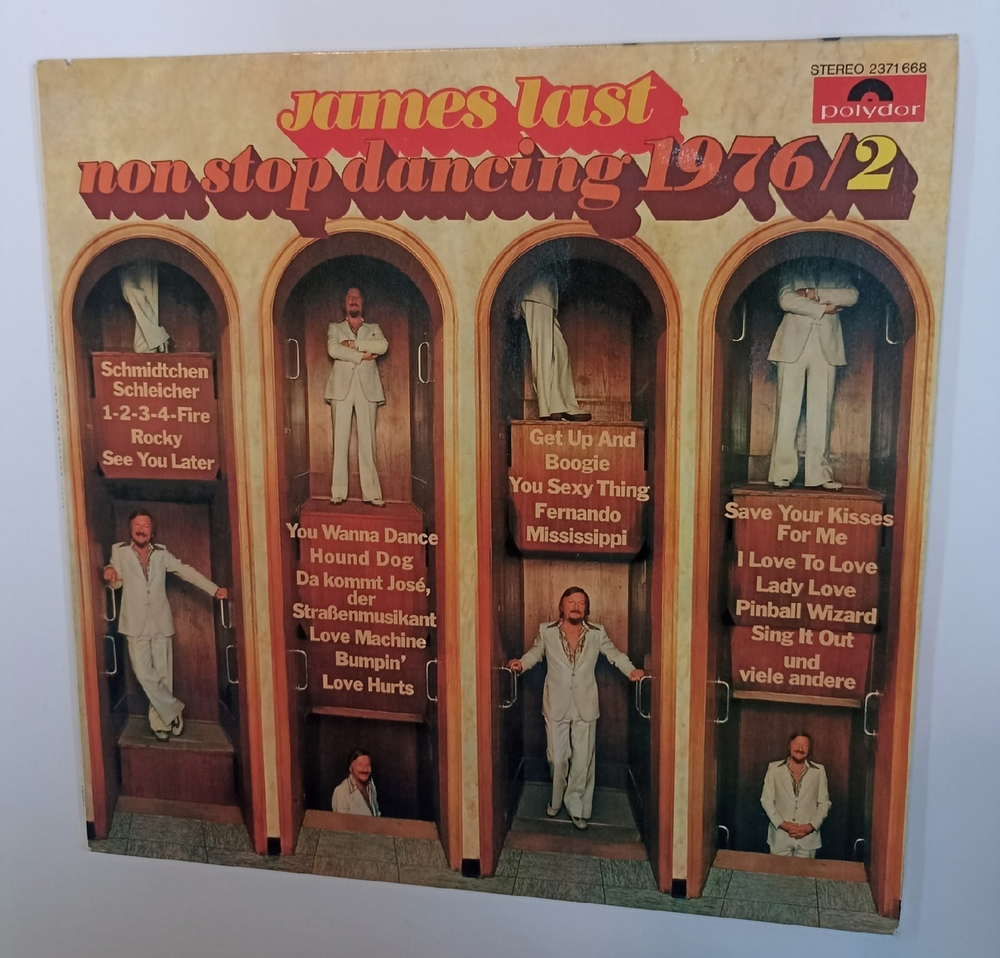 STEREO 2371668
polydor
james last
non stop dancing 1976/2
Schmidtchen
Schleicher
1-2-3-4-Fire
Rocky
See You Later
You Wanna Dance
Hound Dog
Da kommt José,
der
Straßenmusikant
Love Machine
Bumpin'
Love Hurts
Get Up And
Boogie
You Sexy Thing
Fernando
Mississippi
Save Your Kisses
For Me
I Love To Love
Lady Love
Pinball Wizard
Sing It Out
und
viele andere